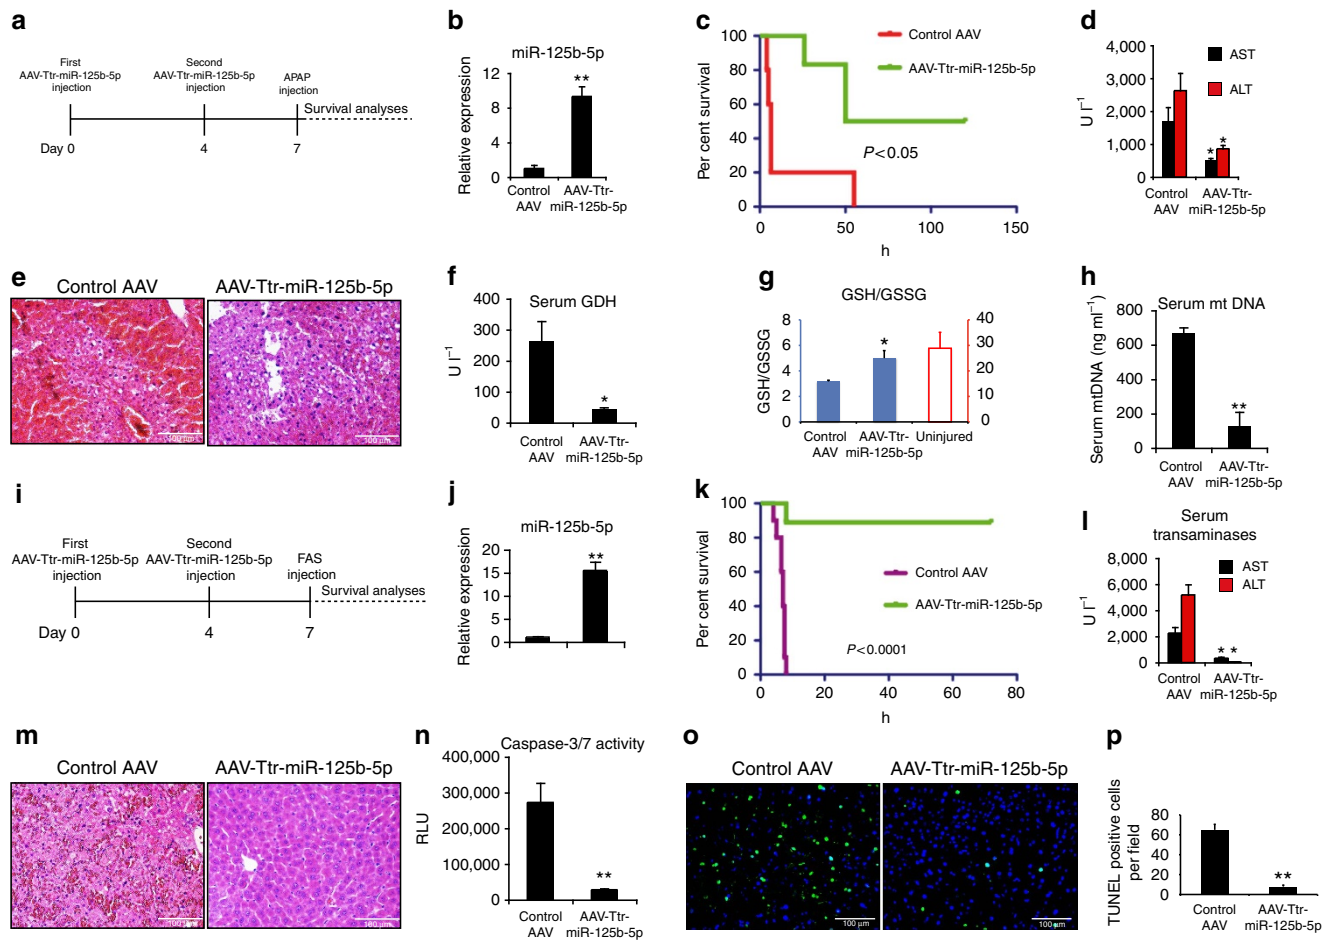 a
First
AAV-Ttr-miR-125b-5p
injection
Second
AAV-Ttr-miR-125b-5p
injection
APAP
injection
Survival analyses
Day 0
4
7
b
miR-125b-5p
Relative expression
12
8
4
0
**
Control
AAV
AAV-Ttr-
miR-125b-5p
c
Per cent survival
100
80
60
40
20
0
Control AAV
AAV-Ttr-miR-125b-5p
P<0.05
0
50
100
150
h
d
U l⁻¹
4,000
3,000
2,000
1,000
0
AST
ALT
*
*
Control
AAV
AAV-Ttr-
miR-125b-5p
e
Control AAV
AAV-Ttr-miR-125b-5p
100 µm
100 µm
f
Serum GDH
U l⁻¹
400
300
200
100
0
*
Control
AAV
AAV-Ttr-
miR-125b-5p
g
GSH/GSSG
GSH/GSSG
8
6
4
2
0
*
40
30
20
10
0
Control
AAV
AAV-Ttr-
miR-125b-5p
Uninjured
h
Serum mt DNA
Serum mtDNA (ng ml⁻¹)
800
600
400
200
0
**
Control
AAV
AAV-Ttr-
miR-125b-5p
i
First
AAV-Ttr-miR-125b-5p
injection
Second
AAV-Ttr-miR-125b-5p
injection
FAS
injection
Survival analyses
Day 0
4
7
j
miR-125b-5p
Relative expression
20
15
10
5
0
**
k
Per cent survival
100
80
60
40
20
0
Control AAV
AAV-Ttr-miR-125b-5p
P<0.0001
0
20
40
60
80
h
l
Serum
transaminases
U l⁻¹
8,000
6,000
4,000
2,000
0
AST
ALT
* *
Control
AAV
AAV-Ttr-
miR-125b-5p
m
Control AAV
AAV-Ttr-miR-125b-5p
100 µm
100 µm
n
Caspase-3/7 activity
RLU
400,000
300,000
200,000
100,000
0
**
Control
AAV
AAV-Ttr-
miR-125b-5p
o
Control AAV
AAV-Ttr-miR-125b-5p
100 µm
100 µm
p
TUNEL positive cells
per field
80
60
40
20
0
**
Control
AAV
AAV-Ttr-
miR-125b-5p